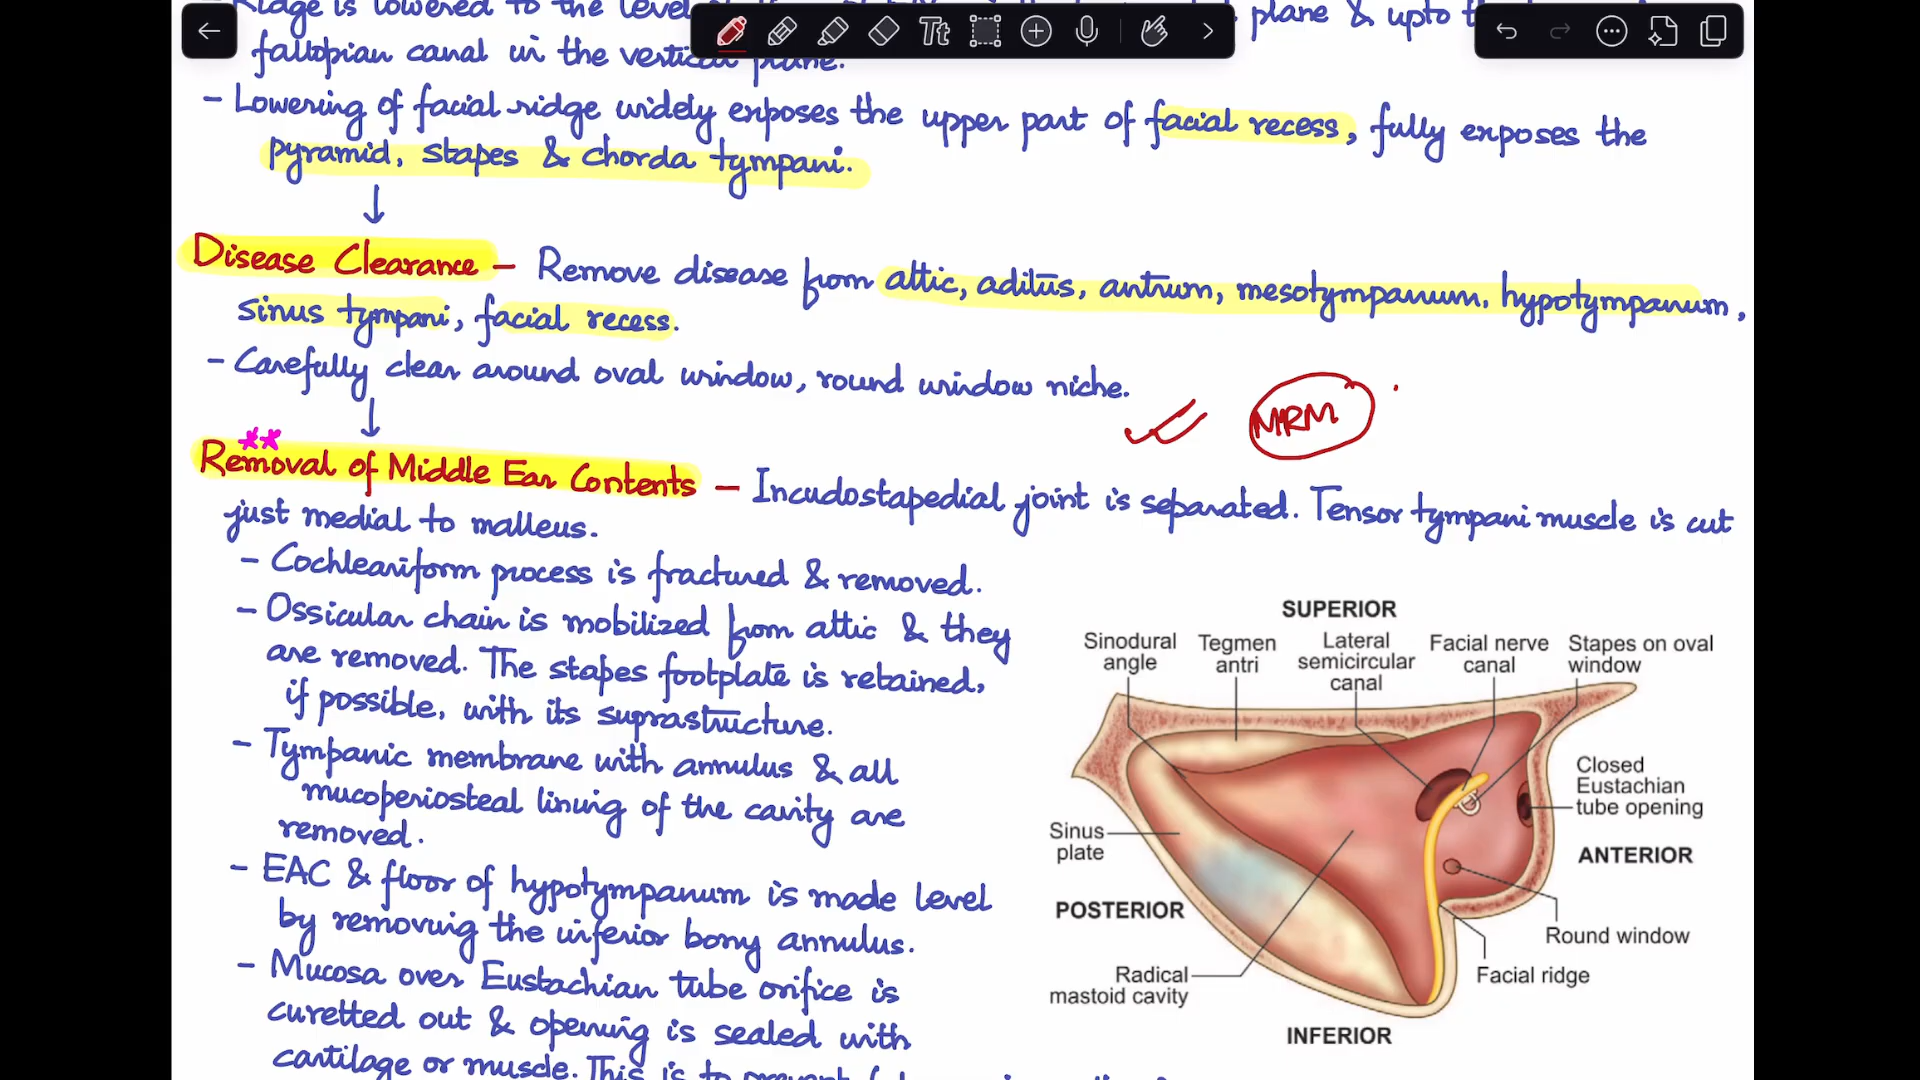 - Ridge is lowered to the level plane & upto
fallopian canal in the vertical plane.
- Lowering of facial ridge widely exposes the upper part of facial recess, fully exposes the
pyramid, stapes & chorda tympani.
↓
Disease Clearance - Remove disease from attic, aditus, antrum, mesotympanum, hypotympanum,
sinus tympani, facial recess.
- Carefully clear around oval window, round window niche.
↓
MRM
**
Removal of Middle Ear Contents - Incudostapedial joint is separated. Tensor tympani muscle is cut
just medial to malleus.
- Cochleariform process is fractured & removed.
- Ossicular chain is mobilized from attic & they
are removed. The stapes footplate is retained,
if possible, with its suprastructure.
- Tympanic membrane with annulus & all
mucoperiosteal lining of the cavity are
removed.
- EAC & floor of hypotympanum is made level
by removing the inferior bony annulus.
- Mucosa over Eustachian tube orifice is
curetted out & opening is sealed with
cartilage or muscle. This is to prevent
SUPERIOR
Sinodural
angle
Tegmen
antri
Lateral
semicircular
canal
Facial nerve
canal
Stapes on oval
window
Closed
Eustachian
tube opening
Sinus
plate
ANTERIOR
POSTERIOR
Round window
Radical
mastoid cavity
Facial ridge
INFERIOR
Tt